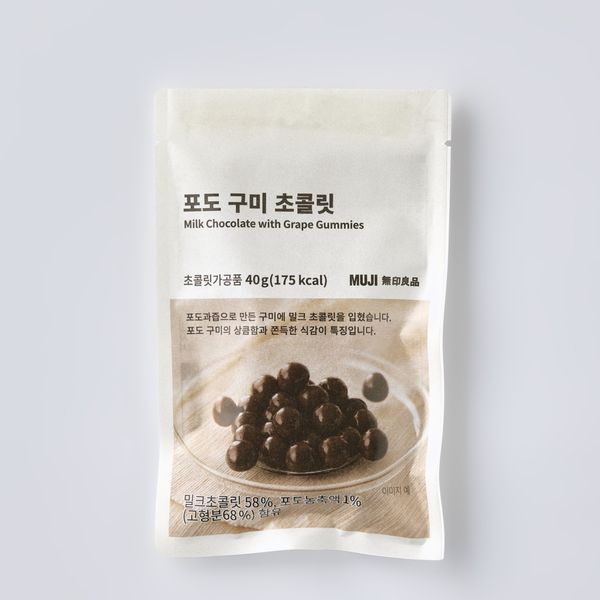 포도 구미 초콜릿
Milk Chocolate with Grape Gummies
초콜릿가공품 40g(175 kcal)
MUJI 無印良品
포도과즙으로 만든 구미에 밀크 초콜릿을 입혔습니다.
포도 구미의 상큼함과 쫀득한 식감이 특징입니다.
이미지 예
밀크초콜릿 58%, 포도농축액 1%
(고형분68%) 함유